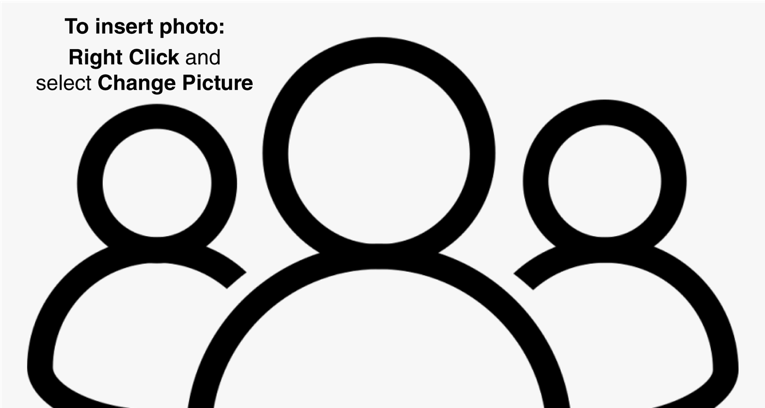 To insert photo:
Right Click and
select Change Picture